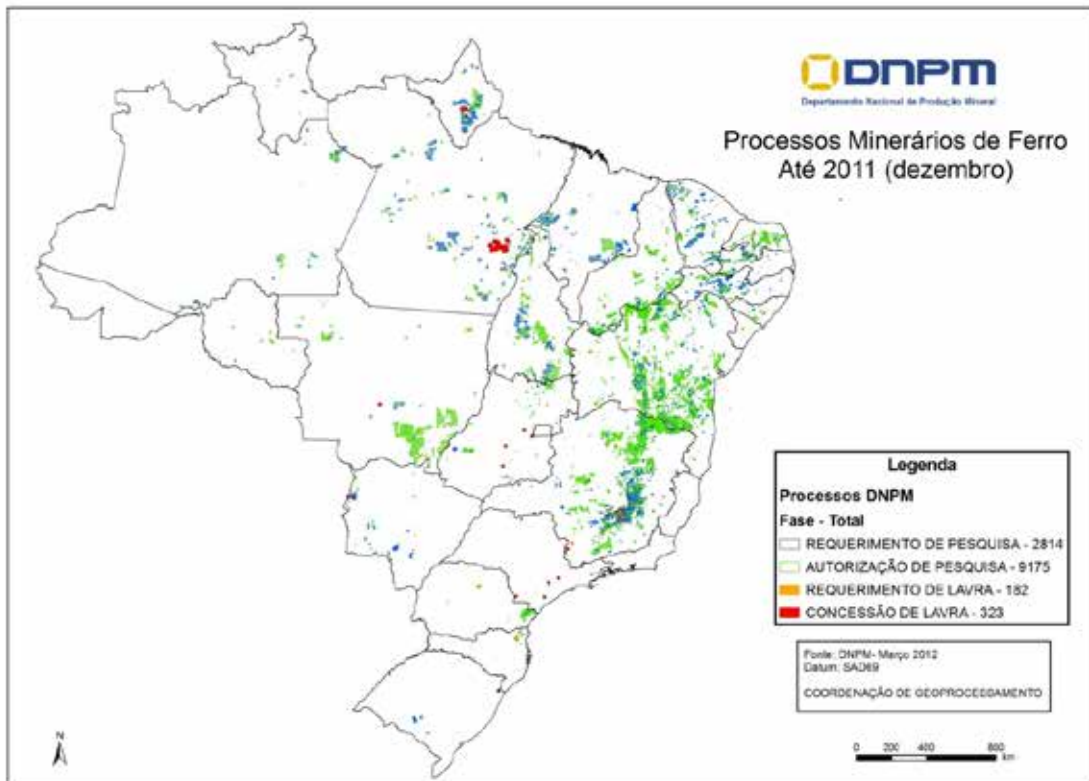 DNPM
Departamento Nacional de Produção Mineral
Processos Minerários de Ferro
Até 2011 (dezembro)
Legenda
Processos DNPM
Fase - Total
REQUERIMENTO DE PESQUISA - 2814
AUTORIZAÇÃO DE PESQUISA - 9175
REQUERIMENTO DE LAVRA - 182
CONCESSÃO DE LAVRA - 323
Fonte: DNPM- Março 2012
Datum: SAD69
COORDENAÇÃO DE GEOPROCESSAMENTO
N
0 200 400 800
km